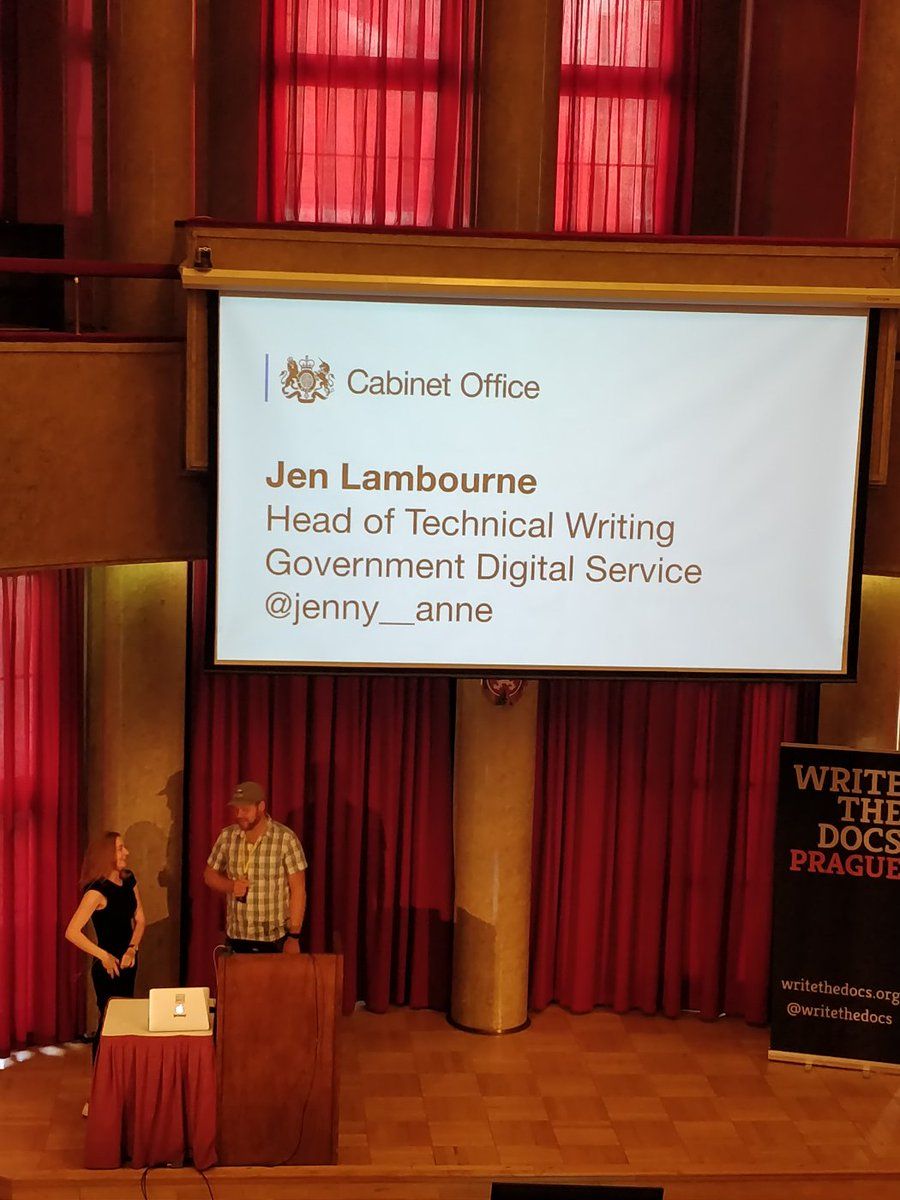 Cabinet Office
Jen Lambourne
Head of Technical Writing
Government Digital Service
@jenny__anne
WRITE
THE
DOCS
PRAGUE
writethedocs.org
@writethedocs